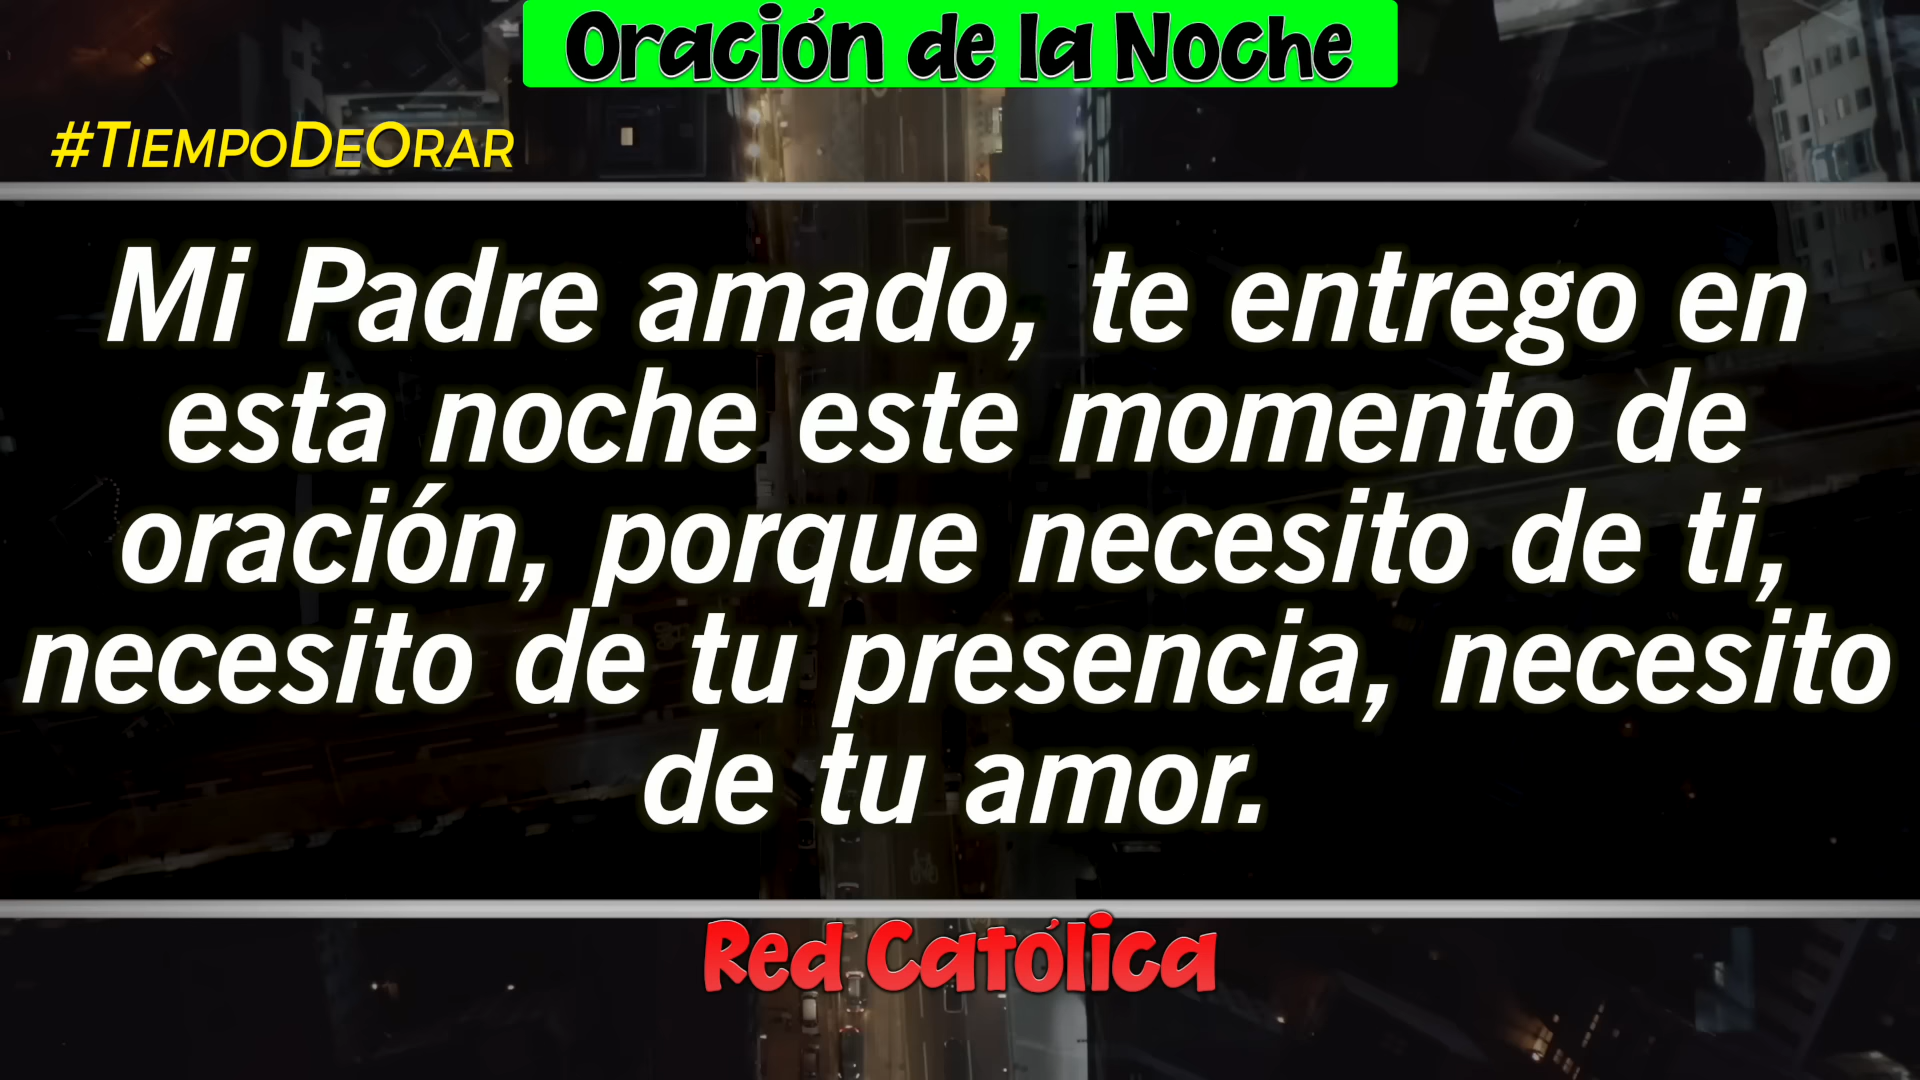 Oración de la Noche
#TiempoDeOrar
Mi Padre amado, te entrego en
esta noche este momento de
oración, porque necesito de ti,
necesito de tu presencia, necesito
de tu amor.
Red Católica